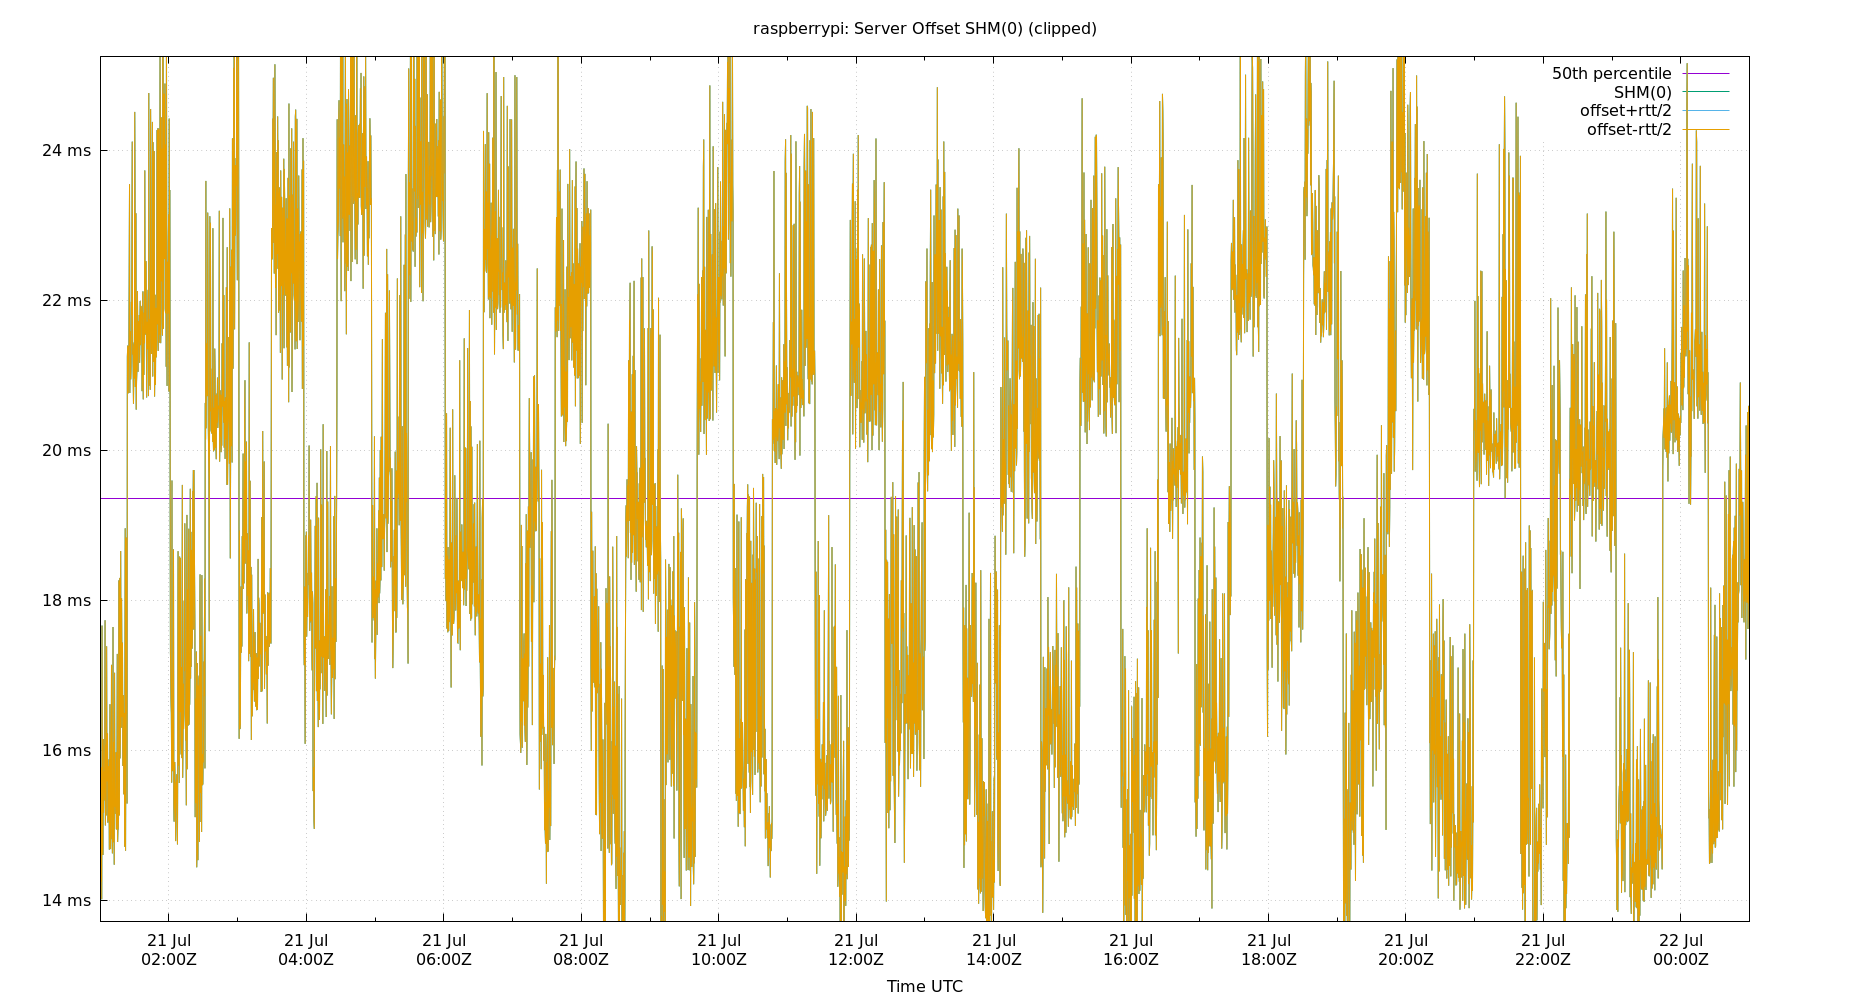 raspberrypi: Server Offset SHM(0) (clipped)
50th percentile
SHM(0)
offset+rtt/2
offset-rtt/2
24 ms
22 ms
20 ms
18 ms
16 ms
14 ms
21 Jul 21 Jul 21 Jul 21 Jul 21 Jul 21 Jul 21 Jul 21 Jul 21 Jul 21 Jul 21 Jul 22 Jul
02:00Z 04:00Z 06:00Z 08:00Z 10:00Z 12:00Z 14:00Z 16:00Z 18:00Z 20:00Z 22:00Z 00:00Z
Time UTC